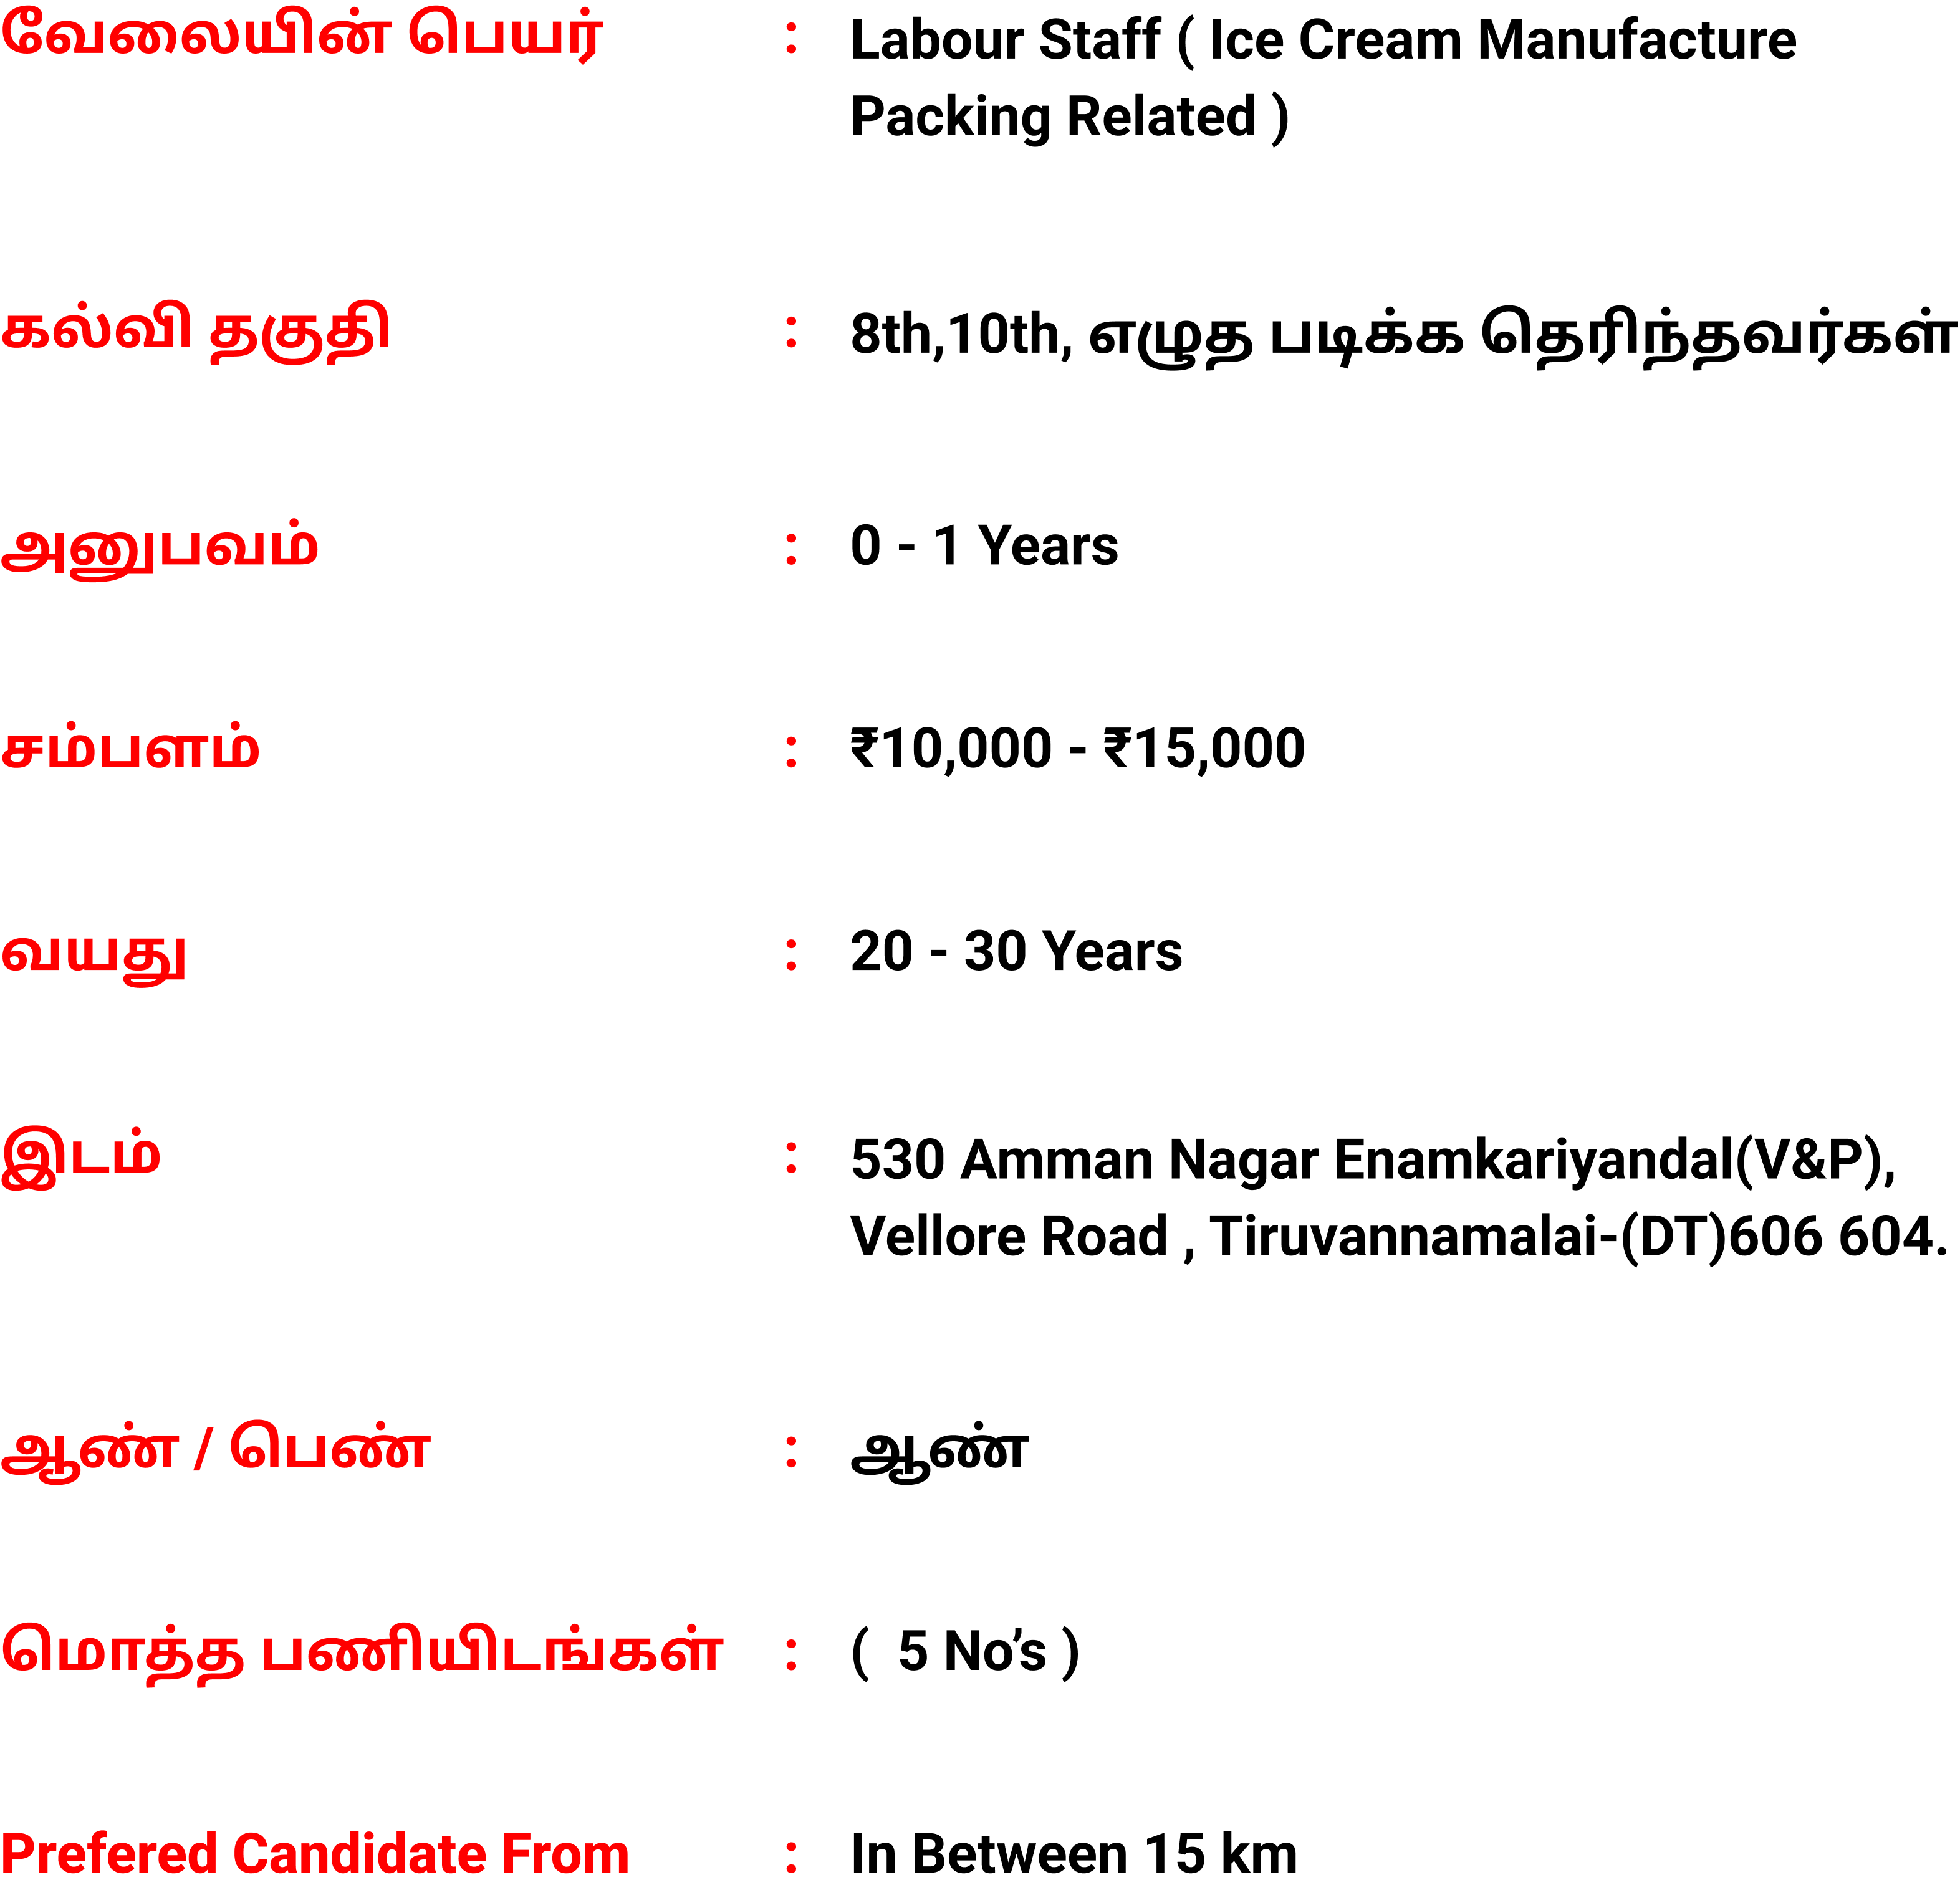 வேலையின் பெயர் : Labour Staff ( Ice Cream Manufacture
Packing Related )
கல்வி தகுதி : 8th,10th, எழுத படிக்க தெரிந்தவர்கள்
அனுபவம் : 0 - 1 Years
சம்பளம் : ₹10,000 - ₹15,000
வயது : 20 - 30 Years
இடம் : 530 Amman Nagar Enamkariyandal(V&P),
Vellore Road , Tiruvannamalai-(DT)606 604.
ஆண் / பெண் : ஆண்
மொத்த பனியிடங்கள் : ( 5 No's )
Prefered Candidate From : In Between 15 km